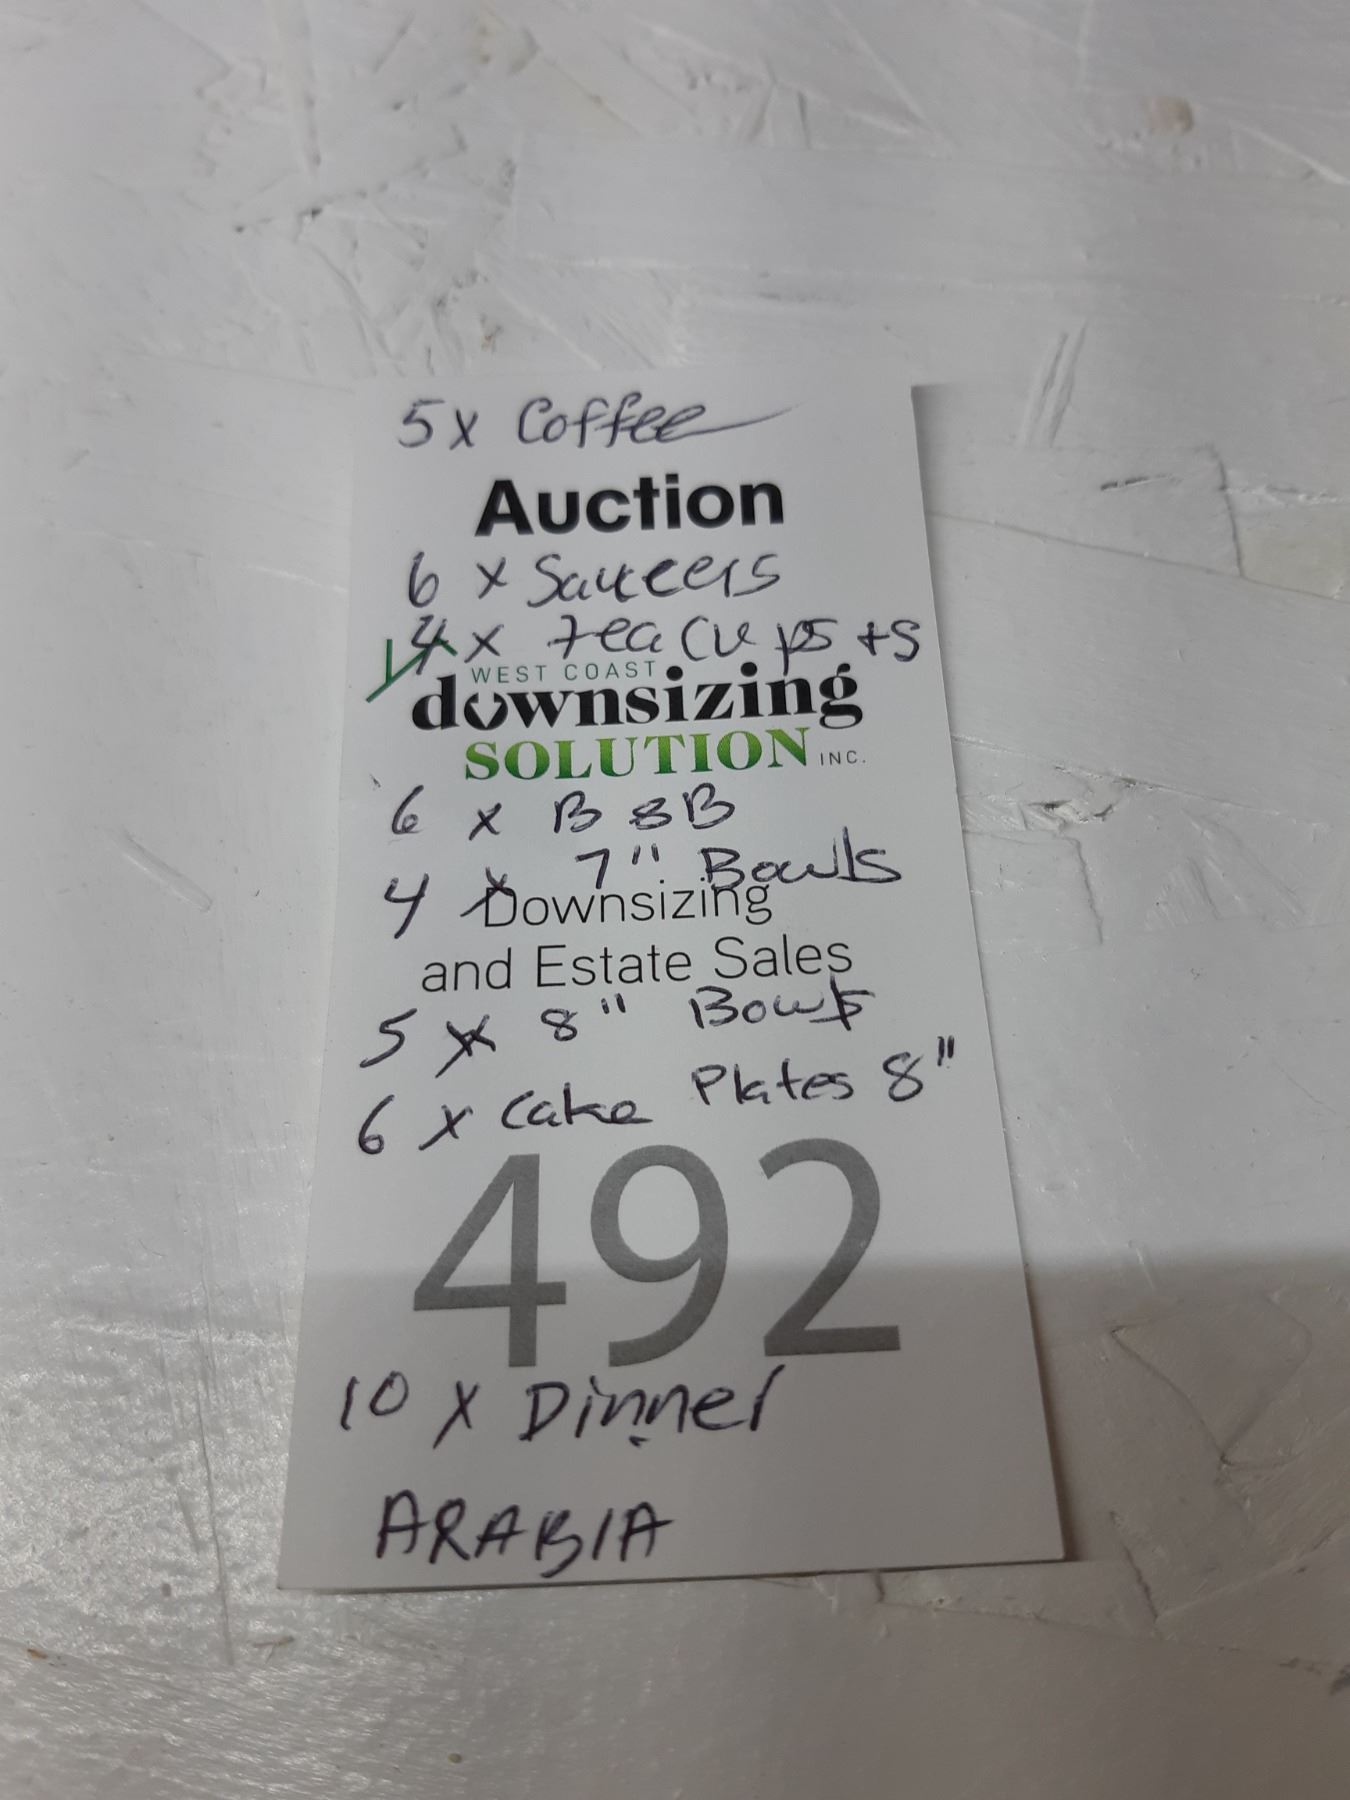 5 x Coffee
Auction
6 x Saucers
4 x Tea Cups + S
WEST COAST
downsizing
SOLUTION INC.
6 x B & B
4 x 7" Bowls
Downsizing
and Estate Sales
5 x 8" Bowls
6 x Cake Plates 8"
492
10 x Dinner
ARABIA